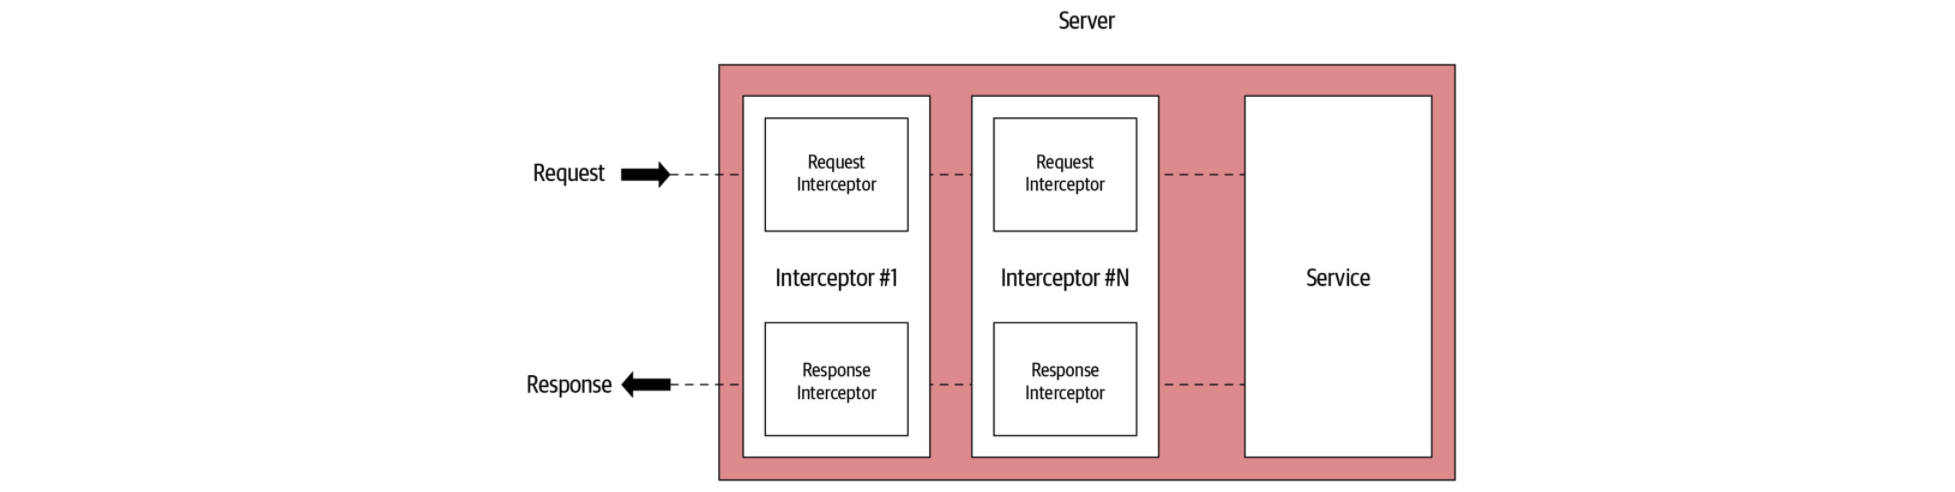 Server
Request
Request
Interceptor
Request
Interceptor
Interceptor #1
Interceptor #N
Service
Response
Response
Interceptor
Response
Interceptor